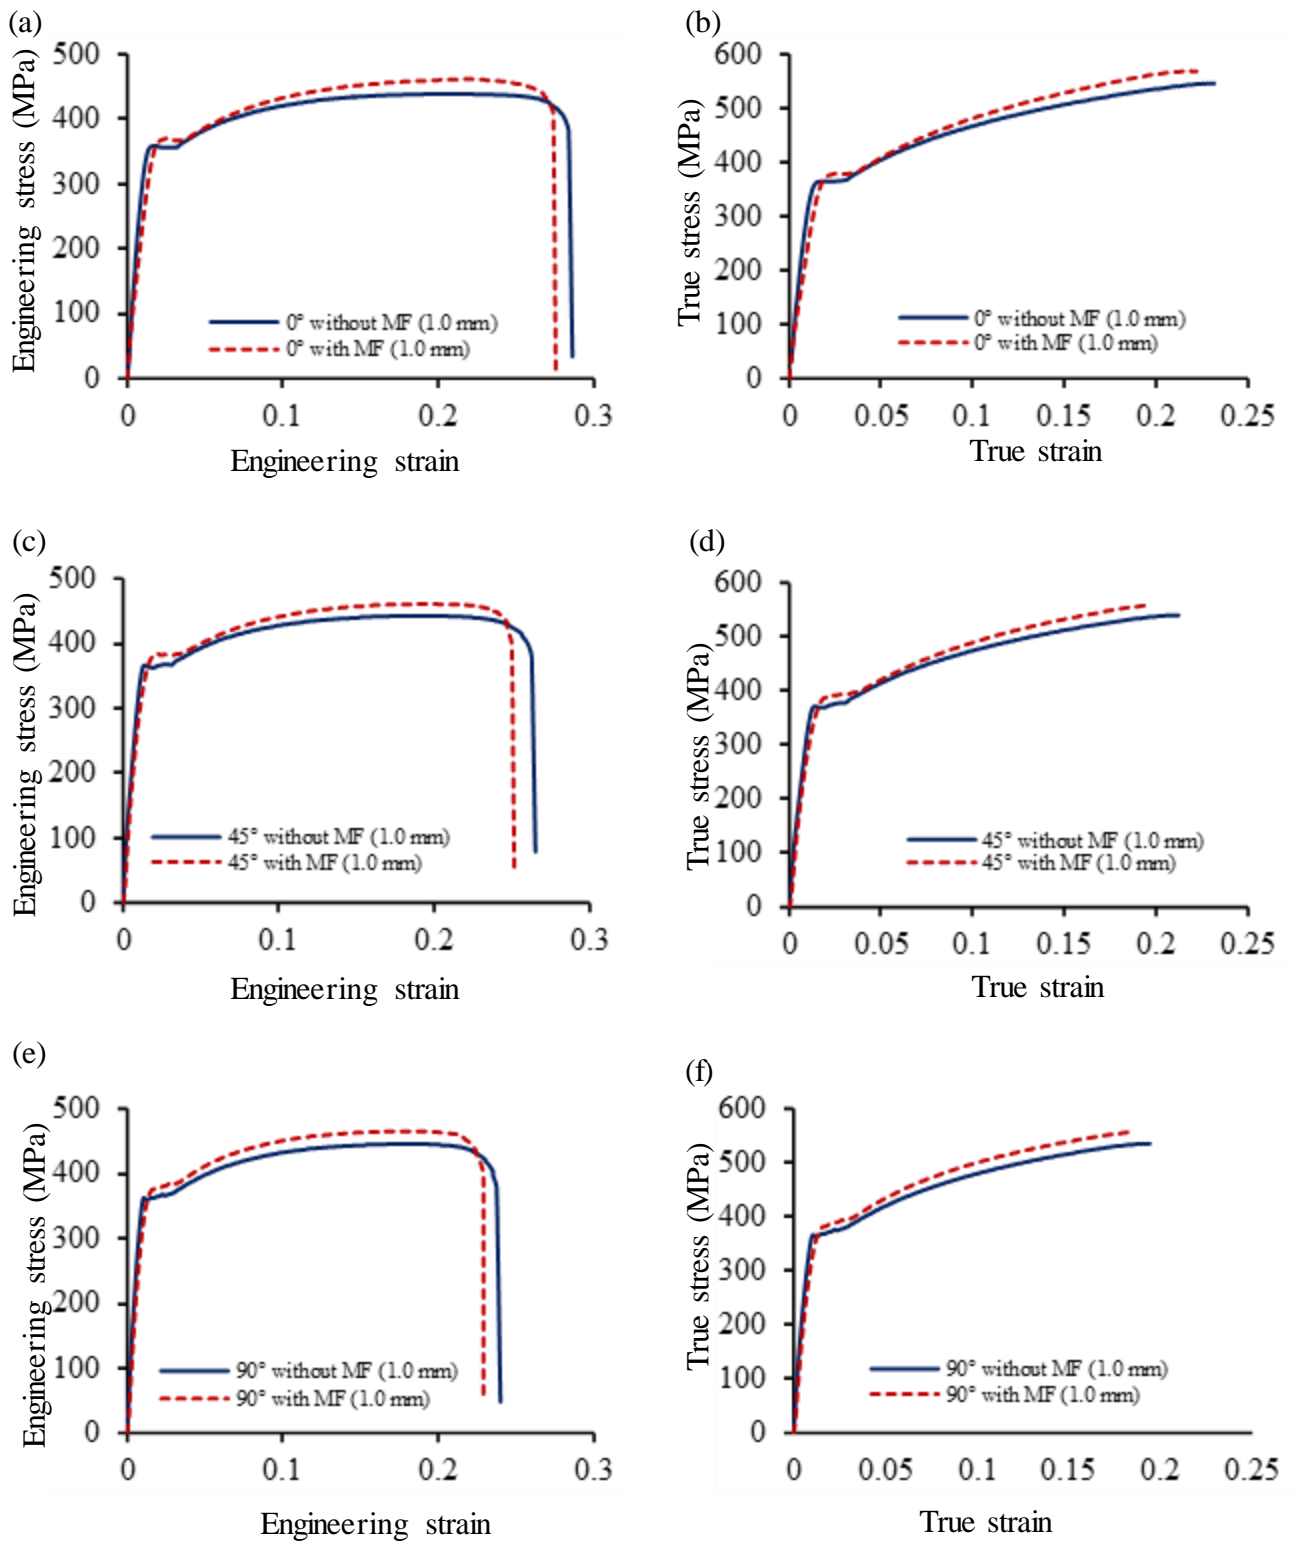 (a)
500
400
300
200
100
0
Engineering stress (MPa)
0° without MF (1.0 mm)
0° with MF (1.0 mm)
0 0.1 0.2 0.3
Engineering strain
(b)
600
500
400
300
200
100
0
True stress (MPa)
0° without MF (1.0 mm)
0° with MF (1.0 mm)
0 0.05 0.1 0.15 0.2 0.25
True strain
(c)
500
400
300
200
100
0
Engineering stress (MPa)
45° without MF (1.0 mm)
45° with MF (1.0 mm)
0 0.1 0.2 0.3
Engineering strain
(d)
600
500
400
300
200
100
0
True stress (MPa)
45° without MF (1.0 mm)
45° with MF (1.0 mm)
0 0.05 0.1 0.15 0.2 0.25
True strain
(e)
500
400
300
200
100
0
Engineering stress (MPa)
90° without MF (1.0 mm)
90° with MF (1.0 mm)
0 0.1 0.2 0.3
Engineering strain
(f)
600
500
400
300
200
100
0
True stress (MPa)
90° without MF (1.0 mm)
90° with MF (1.0 mm)
0 0.05 0.1 0.15 0.2 0.25
True strain